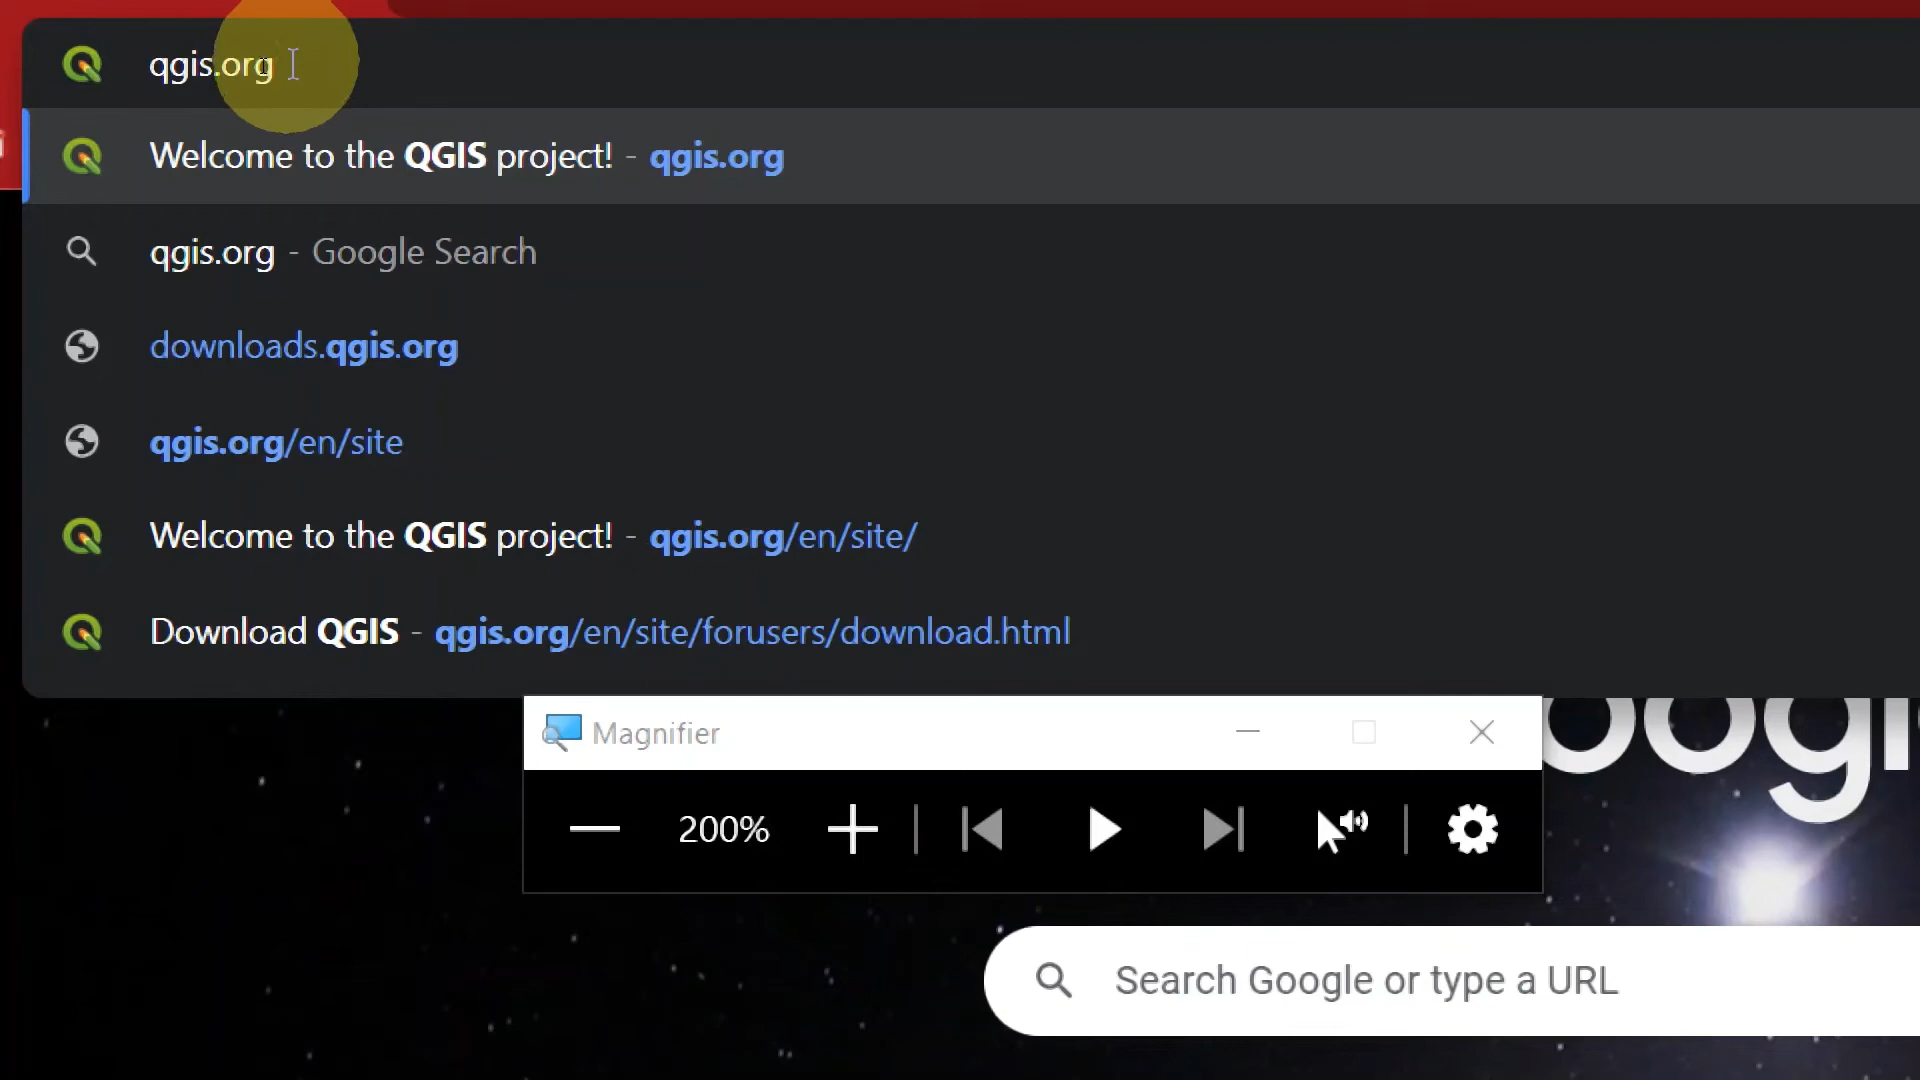 qgis.org
Welcome to the QGIS project! - qgis.org
qgis.org - Google Search
downloads.qgis.org
qgis.org/en/site
Welcome to the QGIS project! - qgis.org/en/site/
Download QGIS - qgis.org/en/site/forusers/download.html
Magnifier
200%
Search Google or type a URL